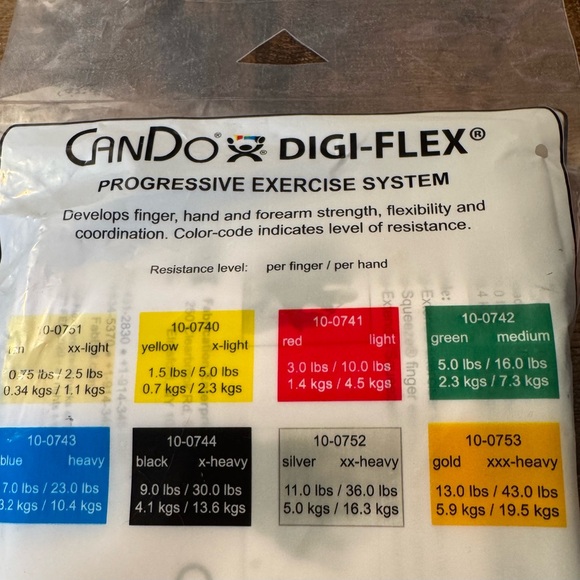 CANDO® DIGI-FLEX®
PROGRESSIVE EXERCISE SYSTEM
Develops finger, hand and forearm strength, flexibility and
coordination. Color-code indicates level of resistance.
Resistance level: per finger / per hand
10-0751
xx-light
0.75 lbs / 2.5 lbs
0.34 kgs / 1.1 kgs
10-0740
yellow x-light
1.5 lbs / 5.0 lbs
0.7 kgs / 2.3 kgs
10-0741
red light
3.0 lbs / 10.0 lbs
1.4 kgs / 4.5 kgs
10-0742
green medium
5.0 lbs / 16.0 lbs
2.3 kgs / 7.3 kgs
10-0743
blue heavy
7.0 lbs / 23.0 lbs
3.2 kgs / 10.4 kgs
10-0744
black x-heavy
9.0 lbs / 30.0 lbs
4.1 kgs / 13.6 kgs
10-0752
silver xx-heavy
11.0 lbs / 36.0 lbs
5.0 kgs / 16.3 kgs
10-0753
gold xxx-heavy
13.0 lbs / 43.0 lbs
5.9 kgs / 19.5 kgs